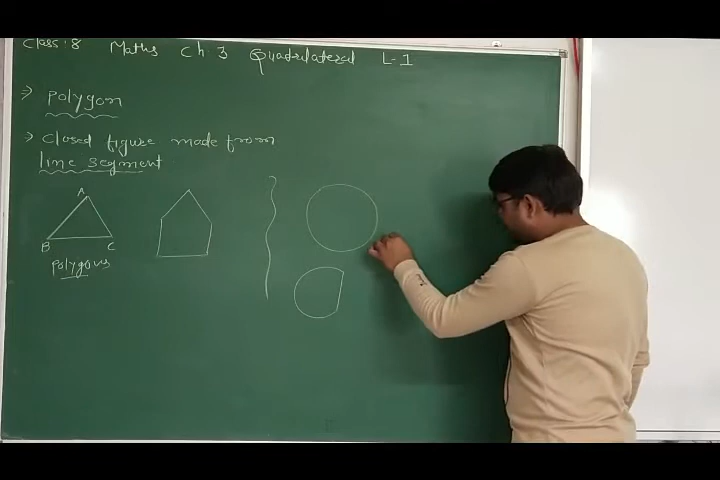 Class:8 Maths Ch. 3 Quadrilateral L-1
⇒ Polygon
⇒ Closed figure made from
line segment
A
B C
Polygons